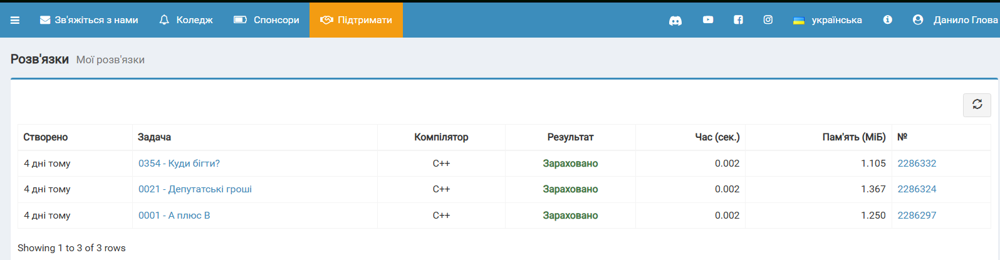 Зв'яжіться з нами Коледж Спонсори Підтримати українська Данило Глова
Розв'язки Мої розв'язки
Створено Задача Компілятор Результат Час (сек.) Пам'ять (МіБ) №
4 дні тому 0354 - Куди бігти? C++ Зараховано 0.002 1.105 2286332
4 дні тому 0021 - Депутатські гроші C++ Зараховано 0.002 1.367 2286324
4 дні тому 0001 - А плюс В C++ Зараховано 0.002 1.250 2286297
Showing 1 to 3 of 3 rows